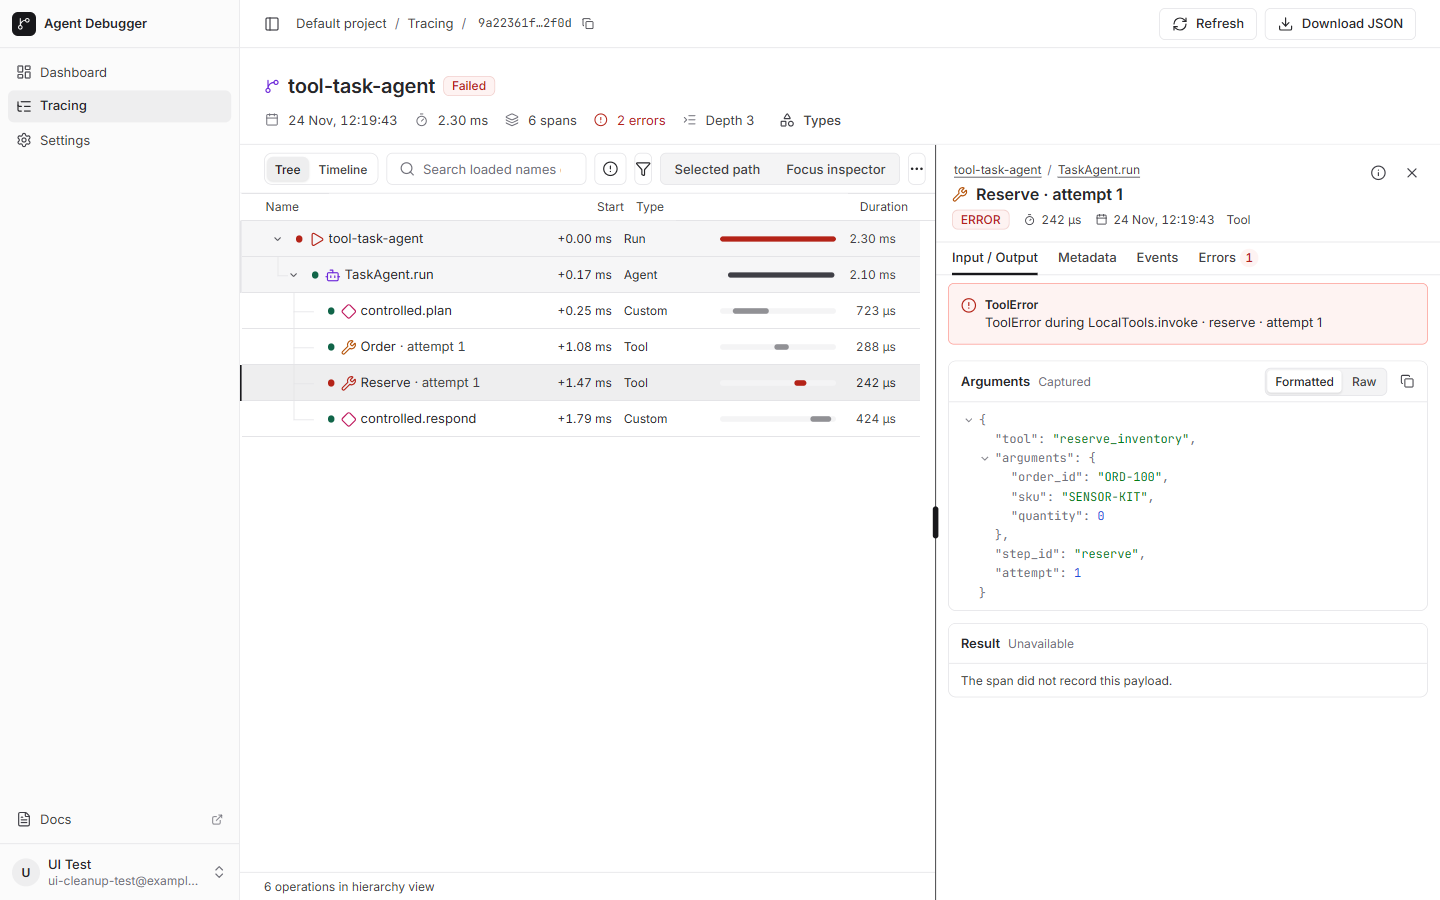 Agent Debugger
Dashboard
Tracing
Settings
Docs
U
UI Test
ui-cleanup-test@exampl...
Default project / Tracing / 9a22361f…2f0d
Refresh
Download JSON
tool-task-agent Failed
24 Nov, 12:19:43 2.30 ms 6 spans 2 errors Depth 3 Types
Tree Timeline Search loaded names Selected path Focus inspector
Name Start Type Duration
tool-task-agent +0.00 ms Run 2.30 ms
TaskAgent.run +0.17 ms Agent 2.10 ms
controlled.plan +0.25 ms Custom 723 µs
Order · attempt 1 +1.08 ms Tool 288 µs
Reserve · attempt 1 +1.47 ms Tool 242 µs
controlled.respond +1.79 ms Custom 424 µs
6 operations in hierarchy view
tool-task-agent / TaskAgent.run
Reserve · attempt 1
ERROR 242 µs 24 Nov, 12:19:43 Tool
Input / Output Metadata Events Errors 1
ToolError
ToolError during LocalTools.invoke · reserve · attempt 1
Arguments Captured Formatted Raw
{
"tool": "reserve_inventory",
"arguments": {
"order_id": "ORD-100",
"sku": "SENSOR-KIT",
"quantity": 0
},
"step_id": "reserve",
"attempt": 1
}
Result Unavailable
The span did not record this payload.